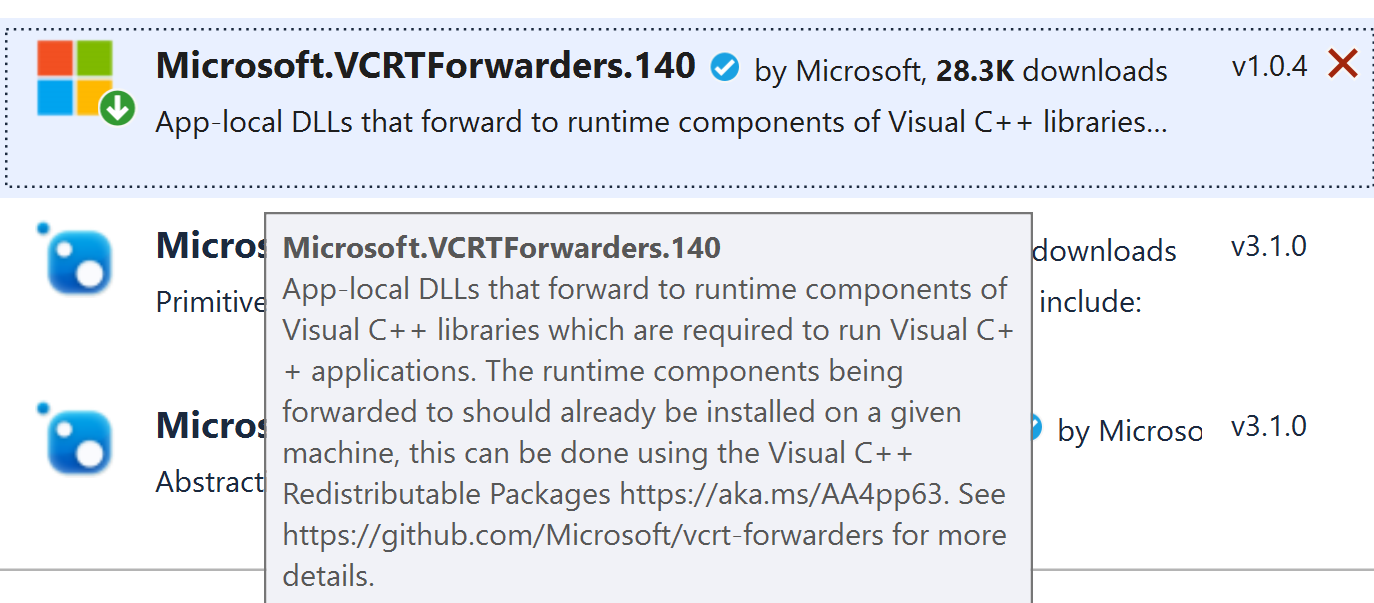 Microsoft.VCRTForwarders.140 by Microsoft, 28.3K downloads v1.0.4
App-local DLLs that forward to runtime components of Visual C++ libraries...
downloads v3.1.0
Primitive include:
by Microso v3.1.0
Microsoft.VCRTForwarders.140
App-local DLLs that forward to runtime components of
Visual C++ libraries which are required to run Visual C+
+ applications. The runtime components being
forwarded to should already be installed on a given
machine, this can be done using the Visual C++
Redistributable Packages https://aka.ms/AA4pp63. See
https://github.com/Microsoft/vcrt-forwarders for more
details.